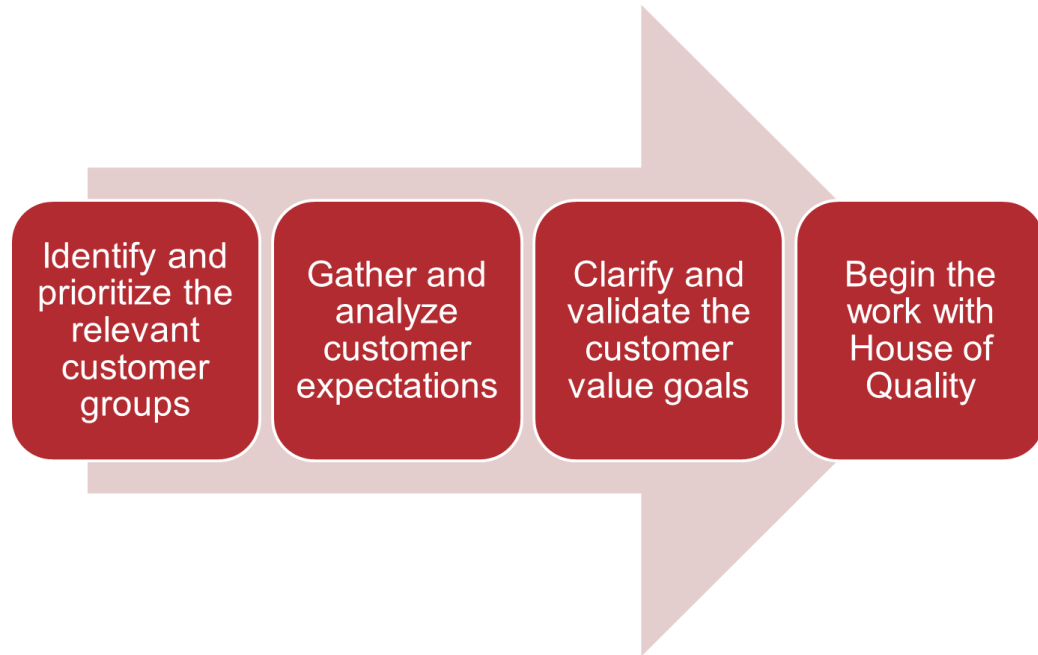 Identify and
prioritize the
relevant
customer
groups
Gather and
analyze
customer
expectations
Clarify and
validate the
customer
value goals
Begin the
work with
House of
Quality